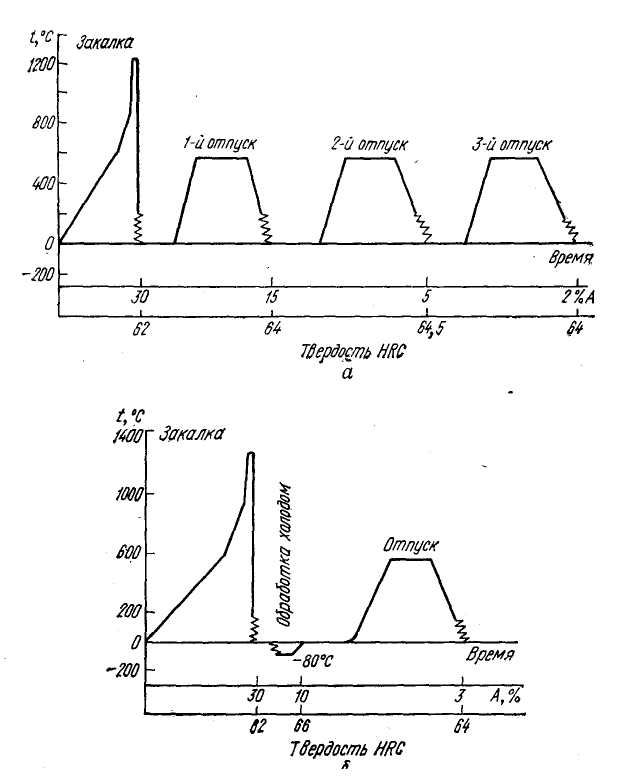 t,°C
Закалка
1200
800
400
0
-200
1-й отпуск
2-й отпуск
3-й отпуск
Время
30 15 5 2%А
62 64 64,5 64
Твердость HRC
а
t,°C
1400
Закалка
1000
600
200
0
-200
Обработка холодом
-80°C
Отпуск
Время
30 10 3 А,%
62 66 64
Твердость HRC
б